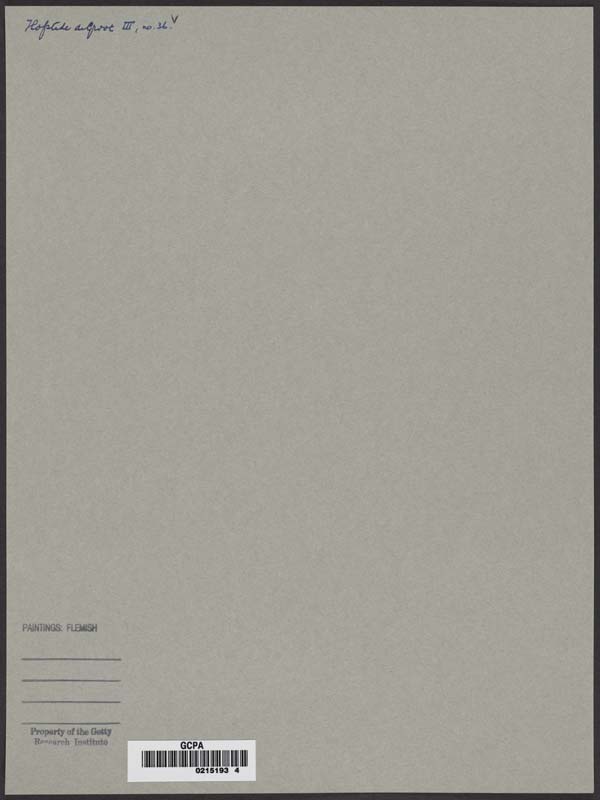 Hofstede de Groot III, no. 36.
PAINTINGS: FLEMISH
Property of the Getty
Research Institute
GCPA
0215193 4